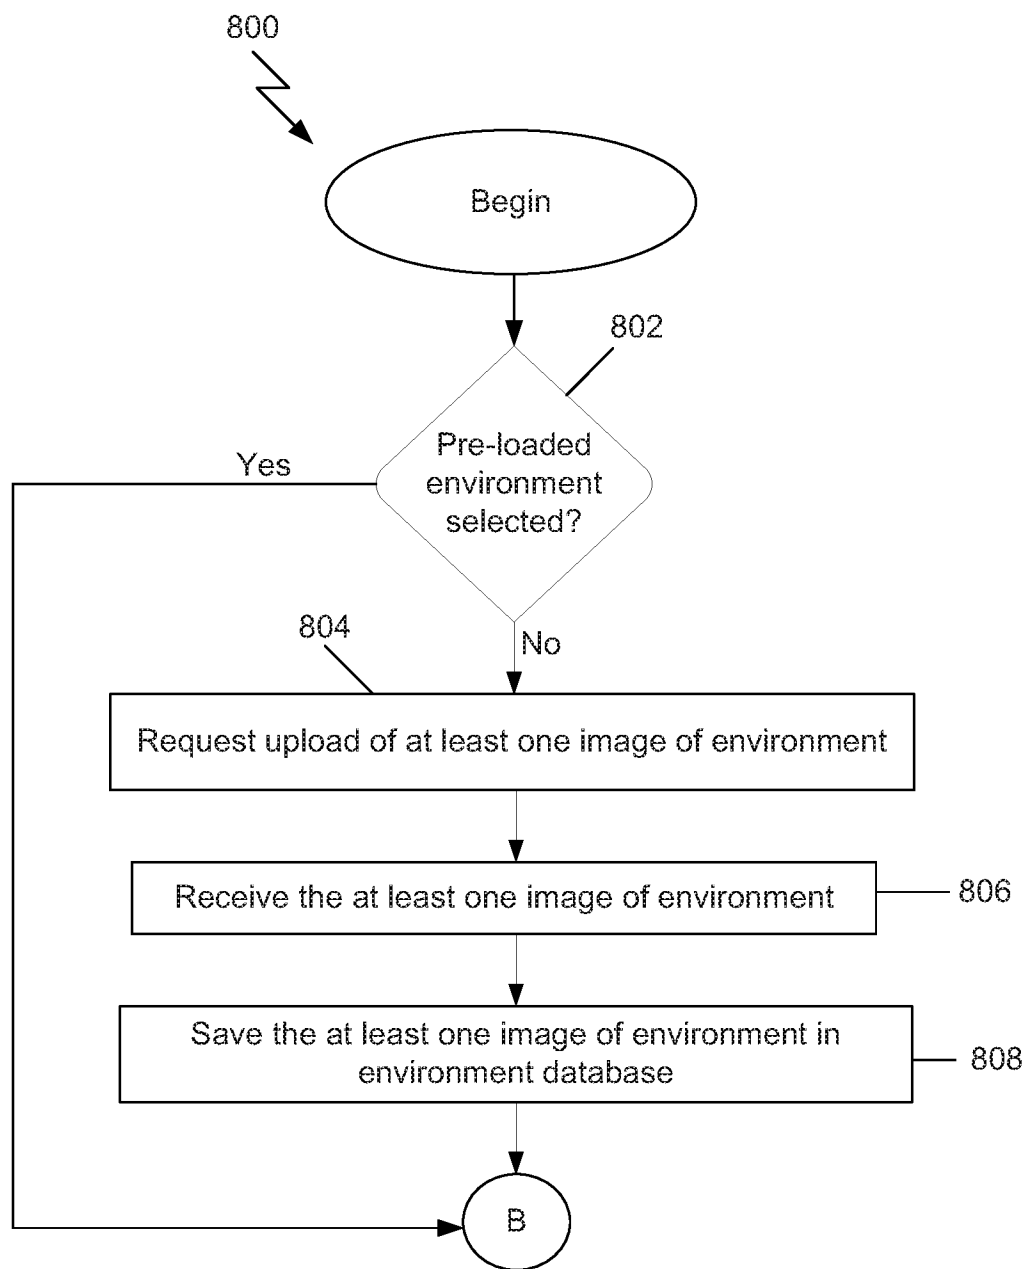 800
Begin
802
Pre-loaded
environment
selected?
Yes
804
No
Request upload of at least one image of environment
Receive the at least one image of environment
806
Save the at least one image of environment in
environment database
808
B